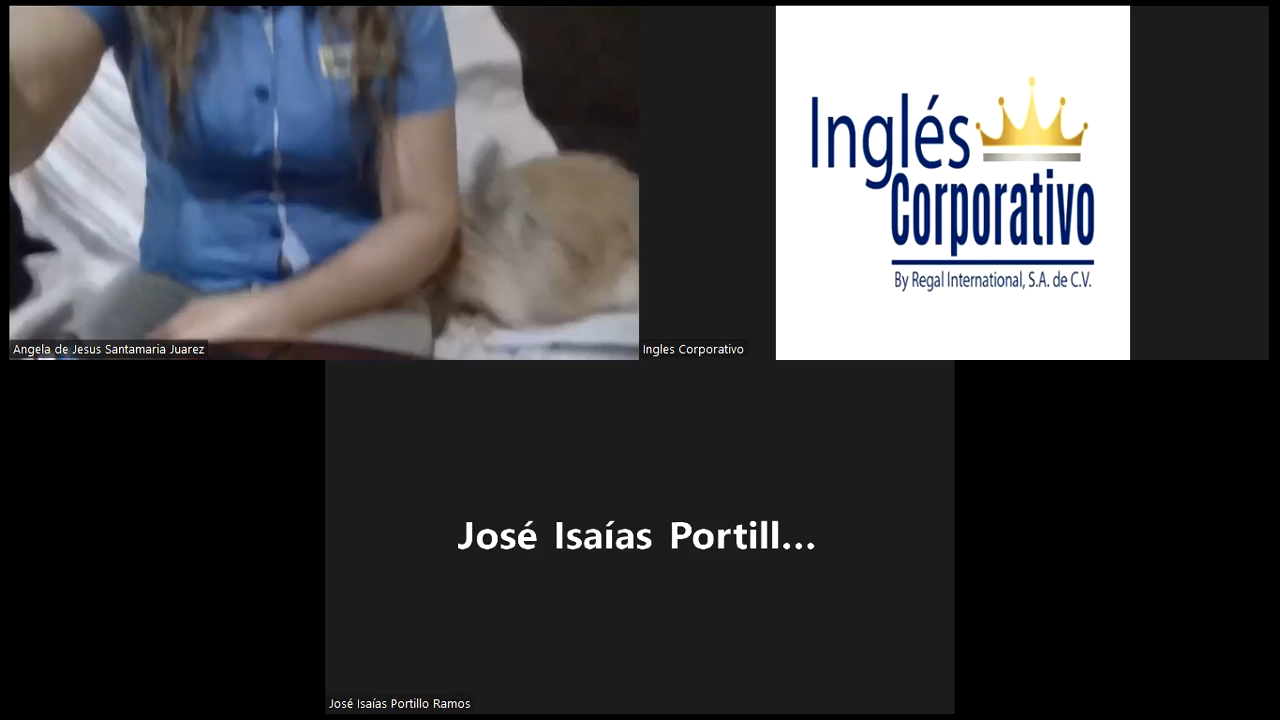 Inglés
Corporativo
By Regal International, S.A. de C.V.
Angela de Jesus Santamaria Juarez
Ingles Corporativo
José Isaías Portill...
José Isaías Portillo Ramos